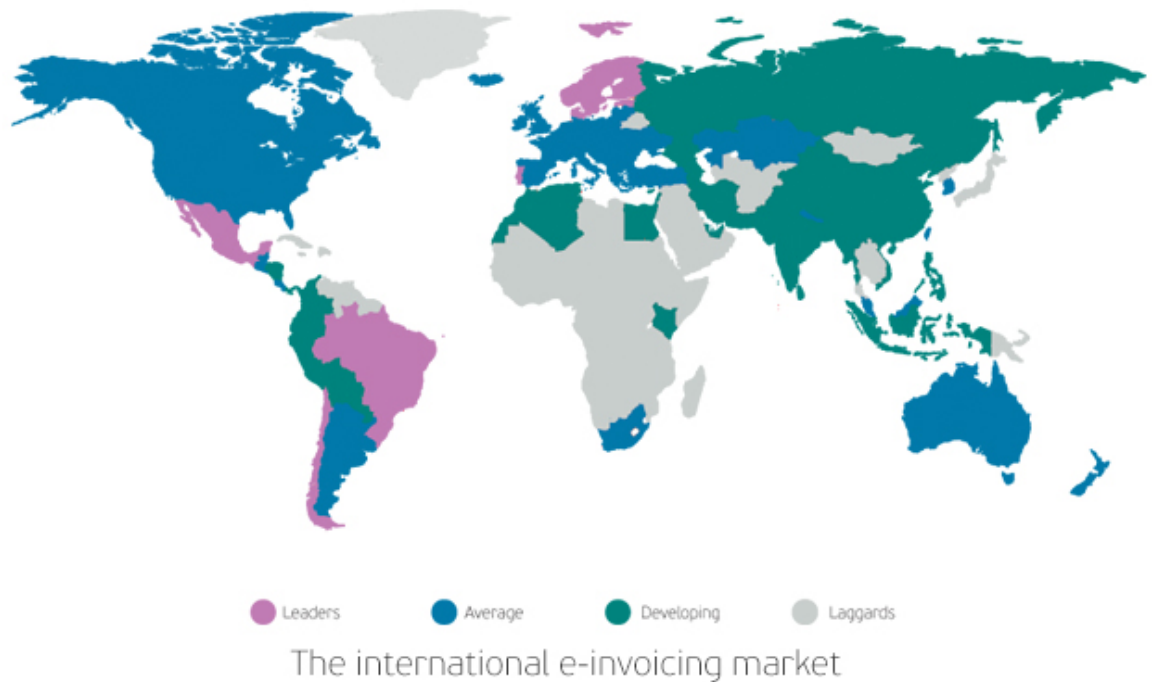 Leaders
Average
Developing
Laggards
The international e-invoicing market